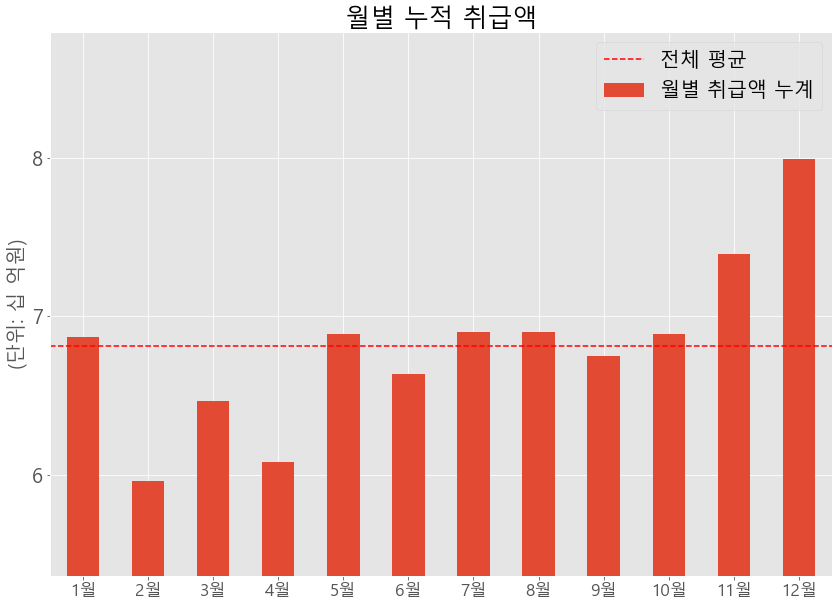 월별 누적 취급액
전체 평균
월별 취급액 누계
(단위: 십 억원)
8
7
6
1월 2월 3월 4월 5월 6월 7월 8월 9월 10월 11월 12월